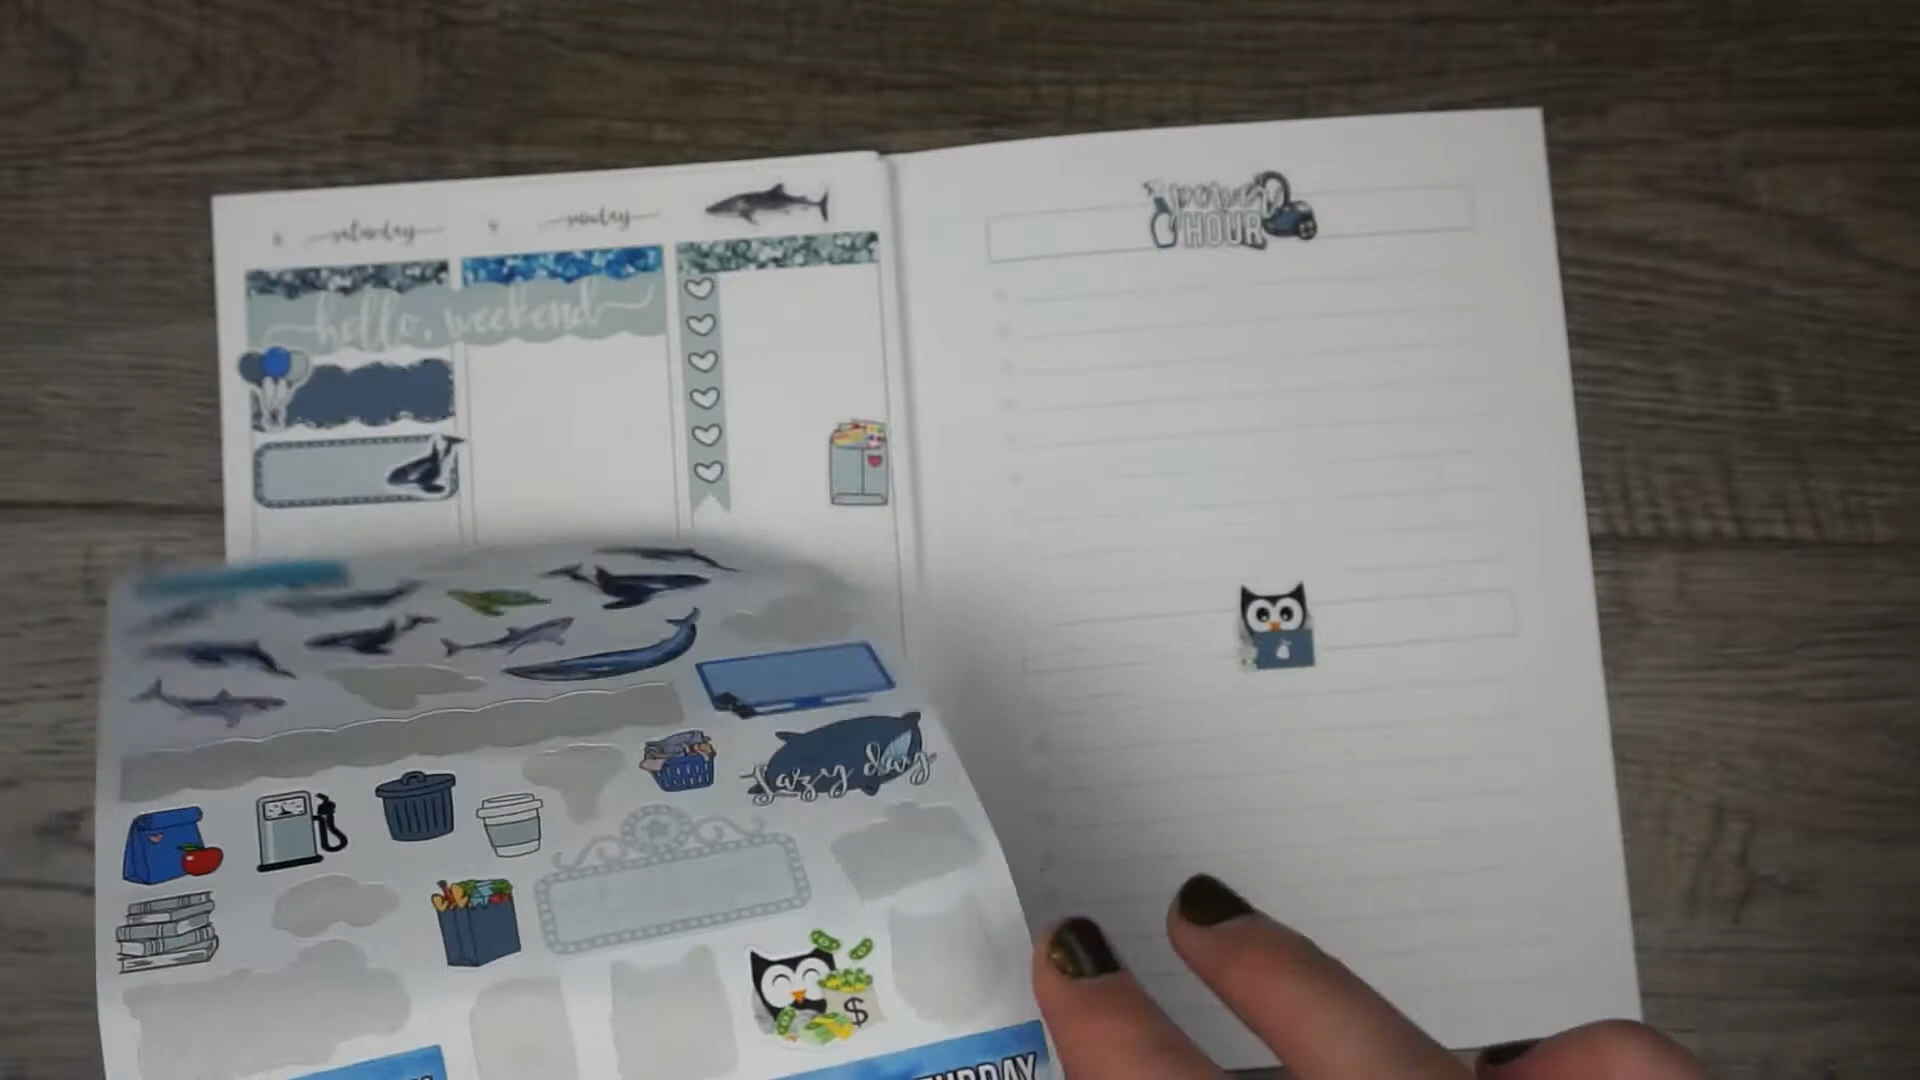 saturday
sunday
hello, weekend
power
HOUR
lazy day
$